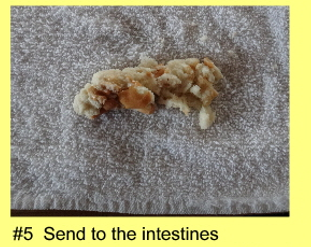 #5 Send to the intestines